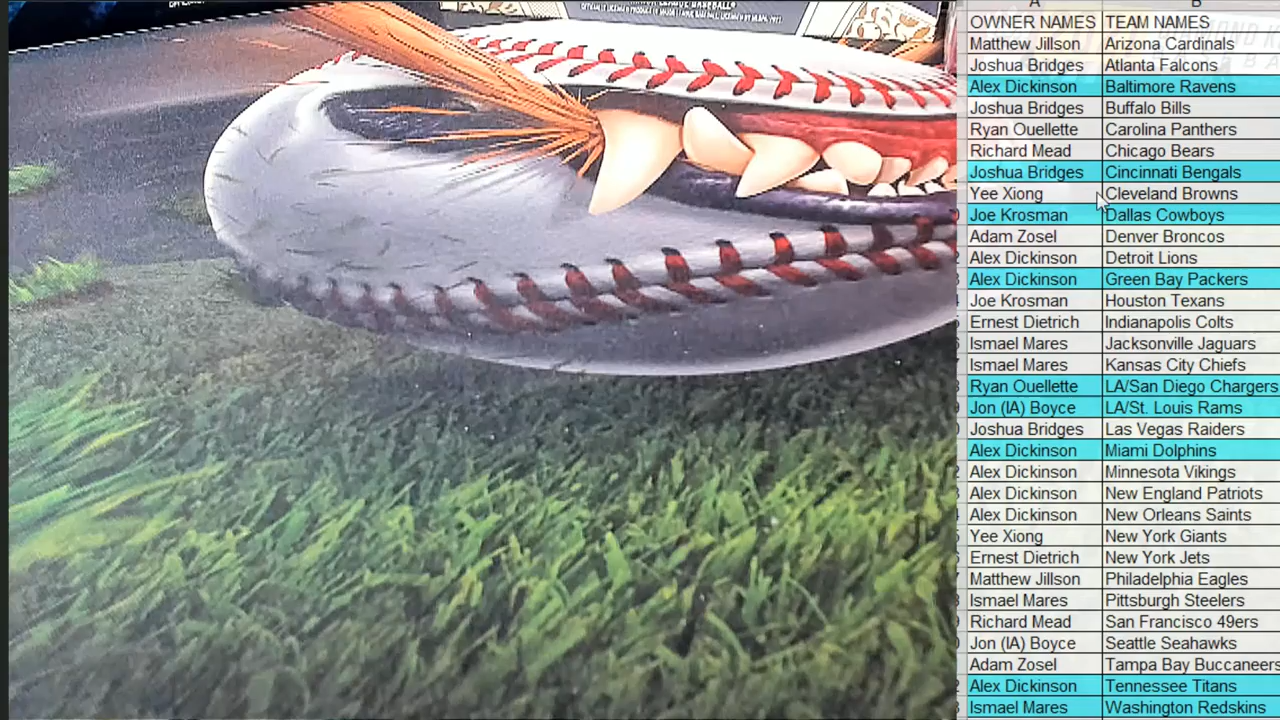 A B
OWNER NAMES TEAM NAMES
Matthew Jillson Arizona Cardinals
Joshua Bridges Atlanta Falcons
Alex Dickinson Baltimore Ravens
Joshua Bridges Buffalo Bills
Ryan Ouellette Carolina Panthers
Richard Mead Chicago Bears
Joshua Bridges Cincinnati Bengals
Yee Xiong Cleveland Browns
Joe Krosman Dallas Cowboys
Adam Zosel Denver Broncos
Alex Dickinson Detroit Lions
Alex Dickinson Green Bay Packers
Joe Krosman Houston Texans
Ernest Dietrich Indianapolis Colts
Ismael Mares Jacksonville Jaguars
Ismael Mares Kansas City Chiefs
Ryan Ouellette LA/San Diego Chargers
Jon (IA) Boyce LA/St. Louis Rams
Joshua Bridges Las Vegas Raiders
Alex Dickinson Miami Dolphins
Alex Dickinson Minnesota Vikings
Alex Dickinson New England Patriots
Alex Dickinson New Orleans Saints
Yee Xiong New York Giants
Ernest Dietrich New York Jets
Matthew Jillson Philadelphia Eagles
Ismael Mares Pittsburgh Steelers
Richard Mead San Francisco 49ers
Jon (IA) Boyce Seattle Seahawks
Adam Zosel Tampa Bay Buccaneers
Alex Dickinson Tennessee Titans
Ismael Mares Washington Redskins